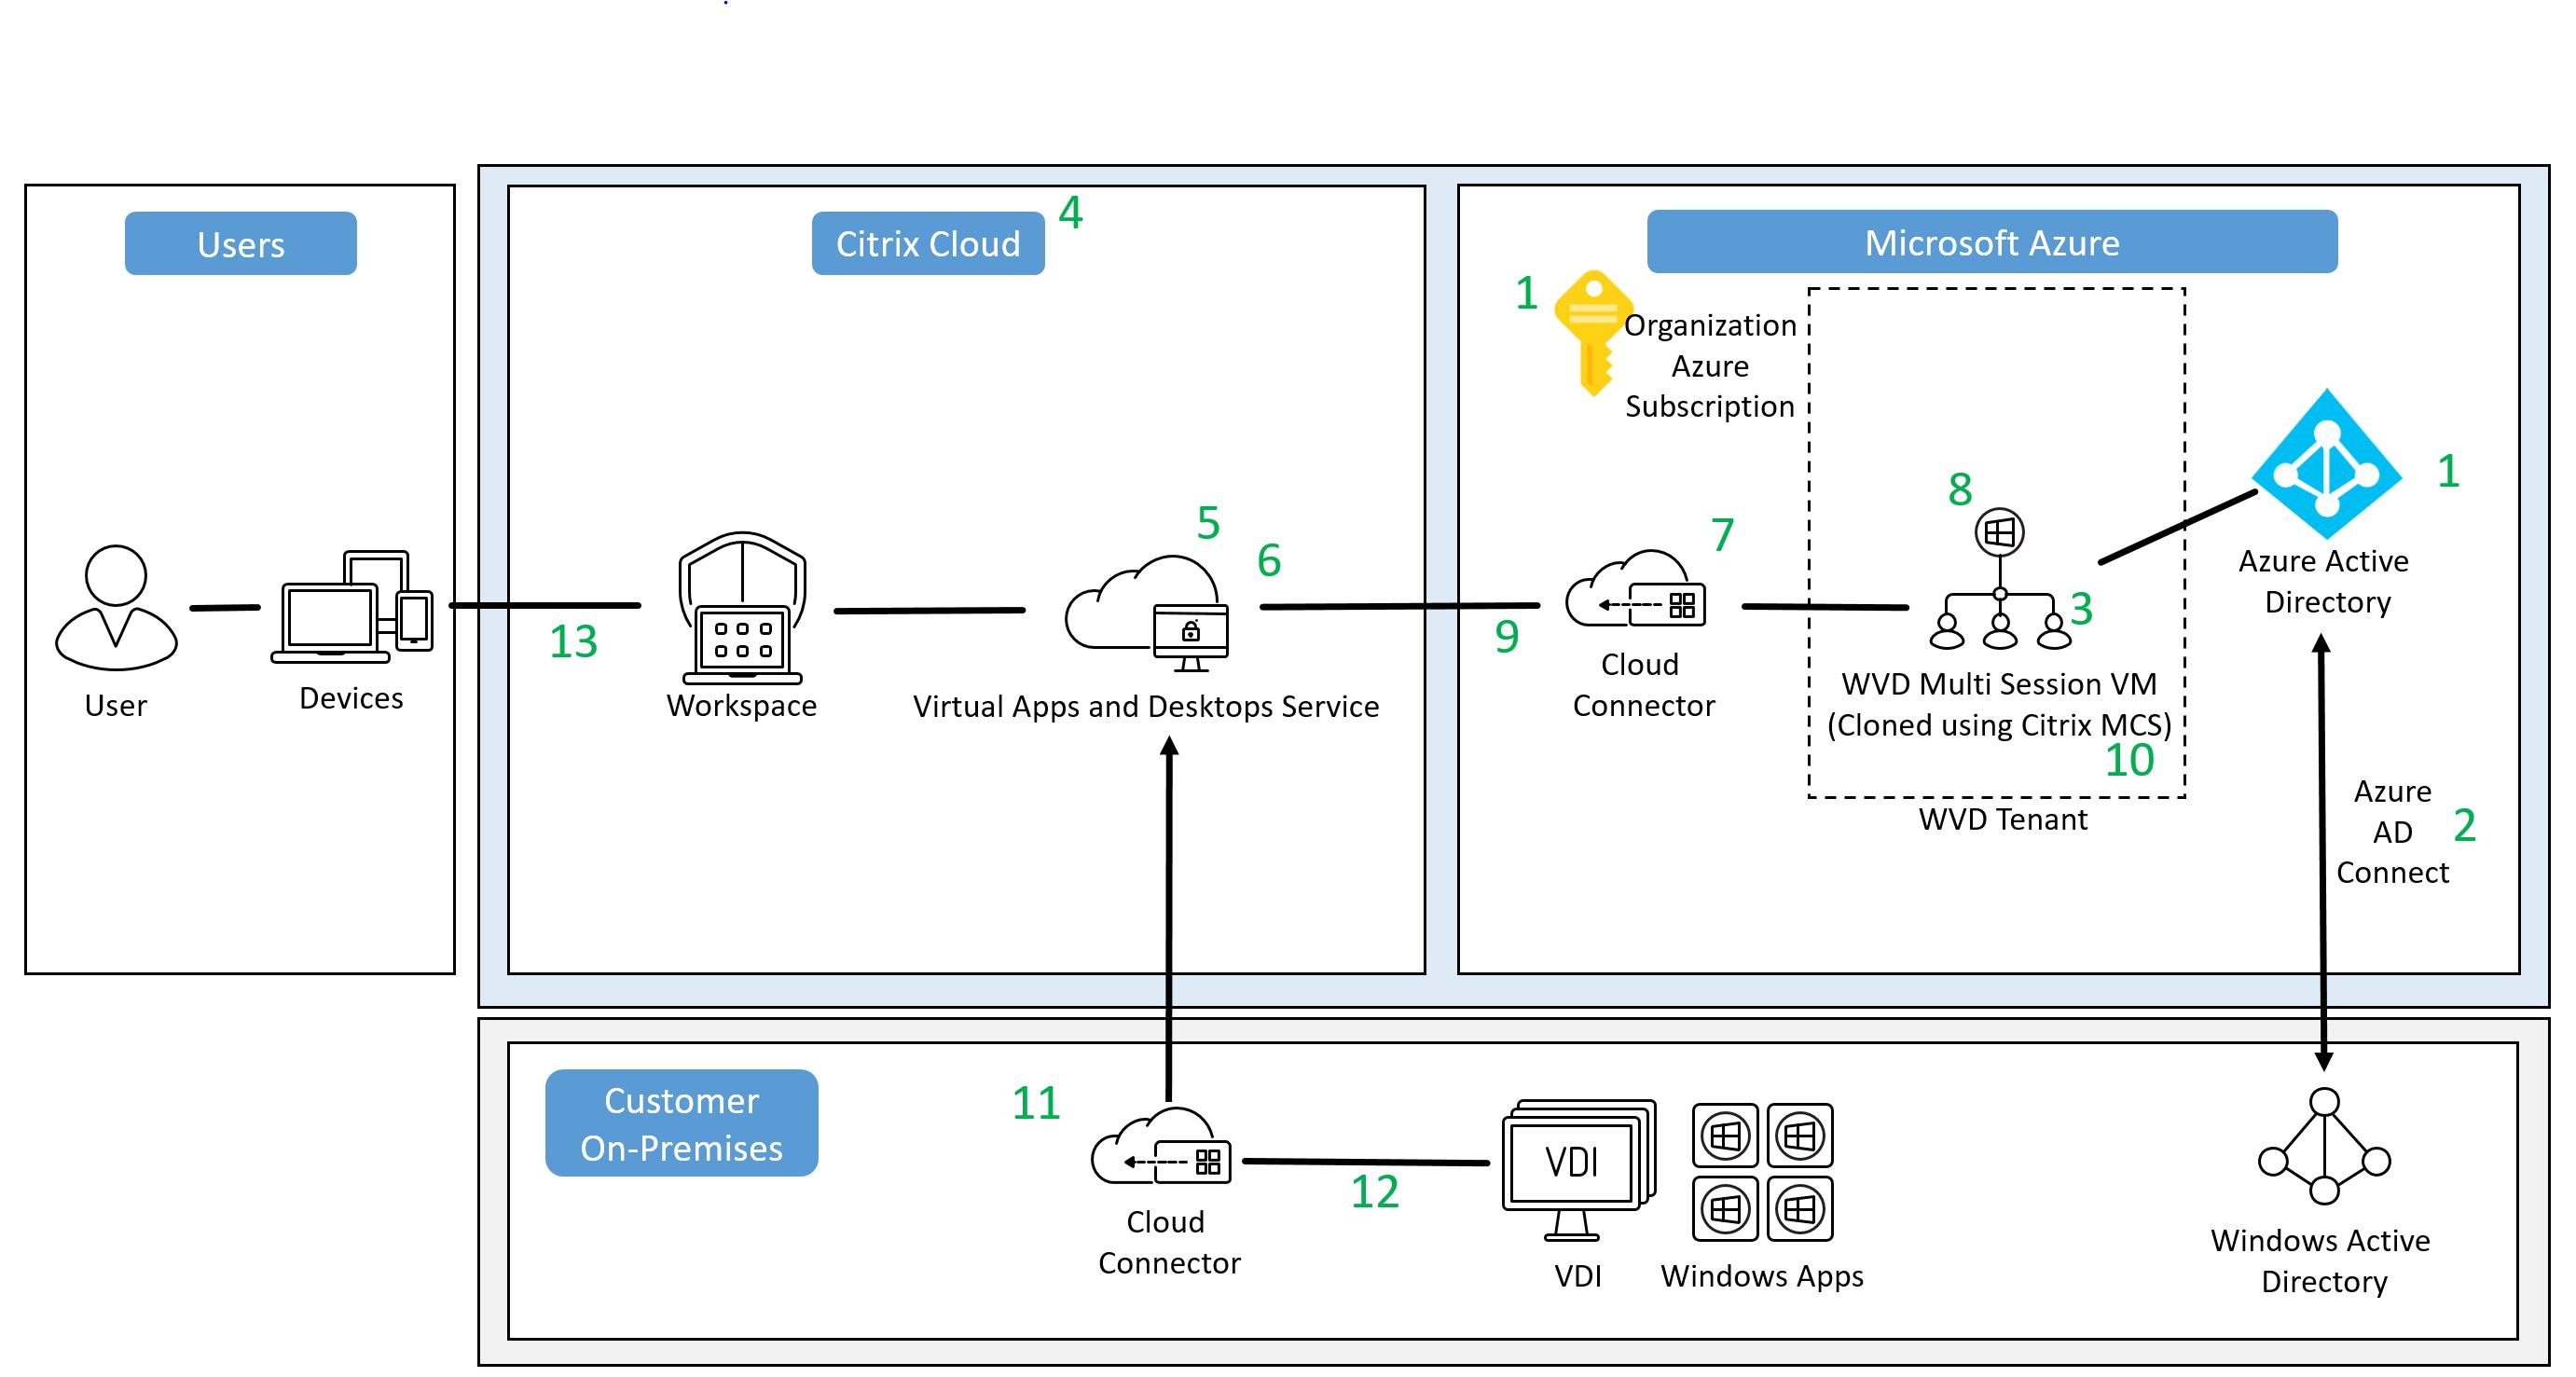 Users
User
Devices
13
Citrix Cloud
4
Workspace
5
6
Virtual Apps and Desktops Service
9
Microsoft Azure
1
Organization
Azure
Subscription
7
Cloud
Connector
8
3
WVD Multi Session VM
(Cloned using Citrix MCS)
10
WVD Tenant
1
Azure Active
Directory
Azure
AD
Connect
2
Customer
On-Premises
11
Cloud
Connector
12
VDI
VDI
Windows Apps
Windows Active
Directory